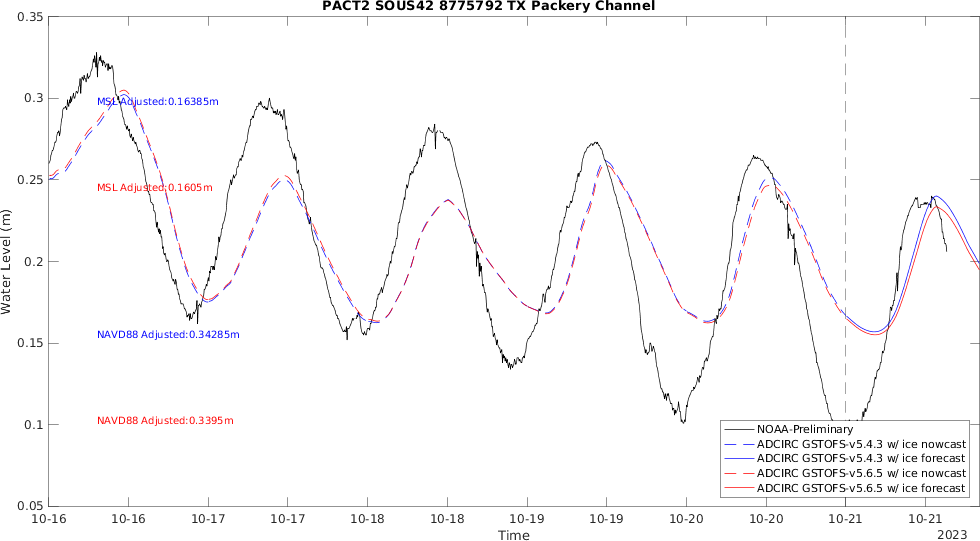 PACT2 SOUS42 8775792 TX Packery Channel
0.35
0.3
0.25
0.2
0.15
0.1
0.05
Water Level (m)
MSL Adjusted:0.16385m
MSL Adjusted:0.1605m
NAVD88 Adjusted:0.34285m
NAVD88 Adjusted:0.3395m
NOAA-Preliminary
ADCIRC GSTOFS-v5.4.3 w/ ice nowcast
ADCIRC GSTOFS-v5.4.3 w/ ice forecast
ADCIRC GSTOFS-v5.6.5 w/ ice nowcast
ADCIRC GSTOFS-v5.6.5 w/ ice forecast
10-16 10-16 10-17 10-17 10-18 10-18 10-19 10-19 10-20 10-20 10-21 10-21
Time
2023